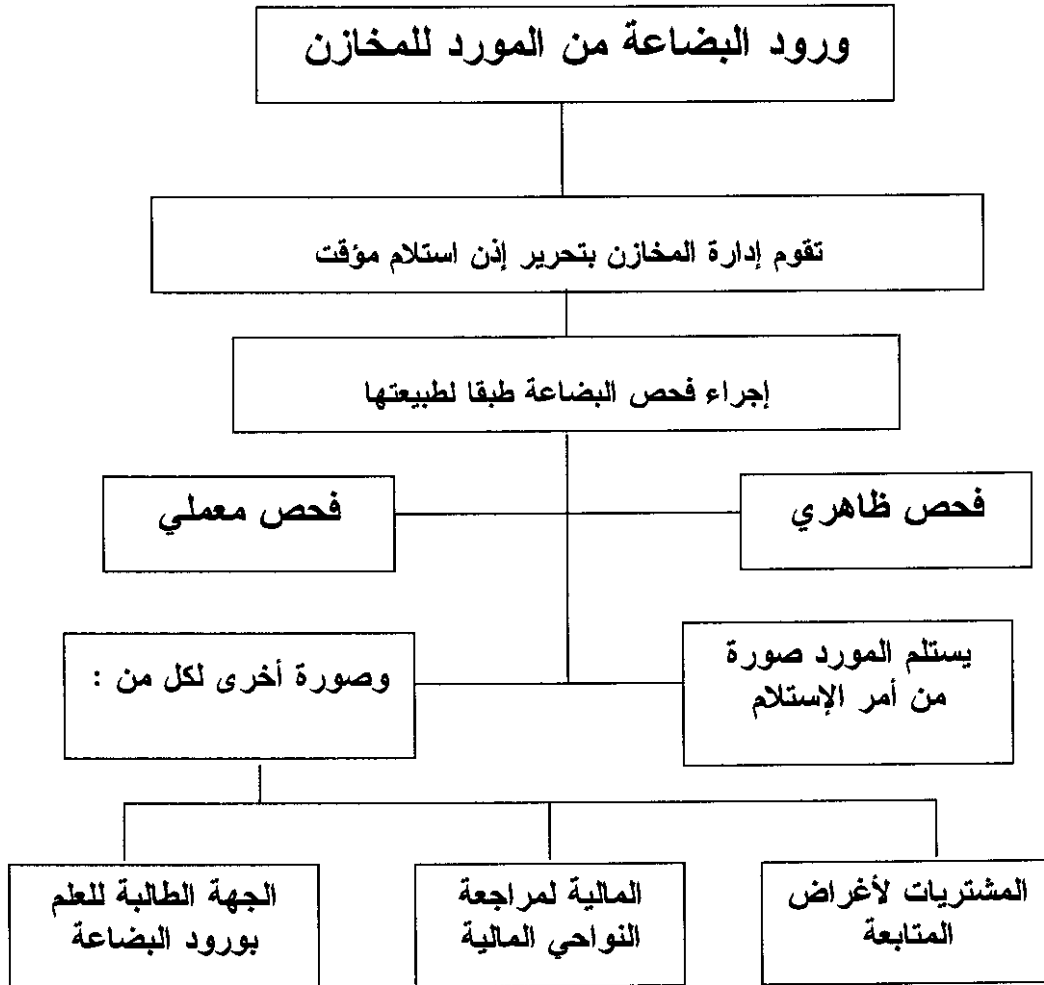 ورود البضاعة من المورد للمخازن
تقوم إدارة المخازن بتحرير إذن استلام مؤقت
إجراء فحص البضاعة طبقا لطبيعتها
فحص ظاهري
فحص معملي
يستلم المورد صورة
من أمر الإستلام
وصورة أخرى لكل من :
المشتريات لأغراض
المتابعة
المالية لمراجعة
النواحي المالية
الجهة الطالبة للعلم
بورود البضاعة